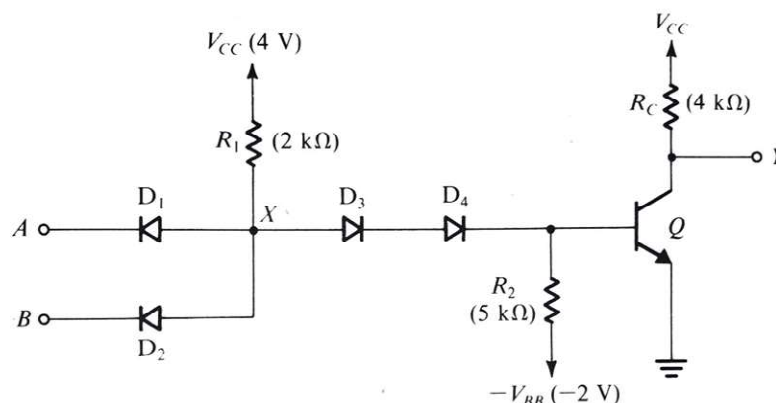 V_CC (4 V)
V_CC
R_1 (2 kΩ)
R_C (4 kΩ)
D_1
X
D_3
D_4
A
Q
B
D_2
R_2
(5 kΩ)
−V_BB (−2 V)